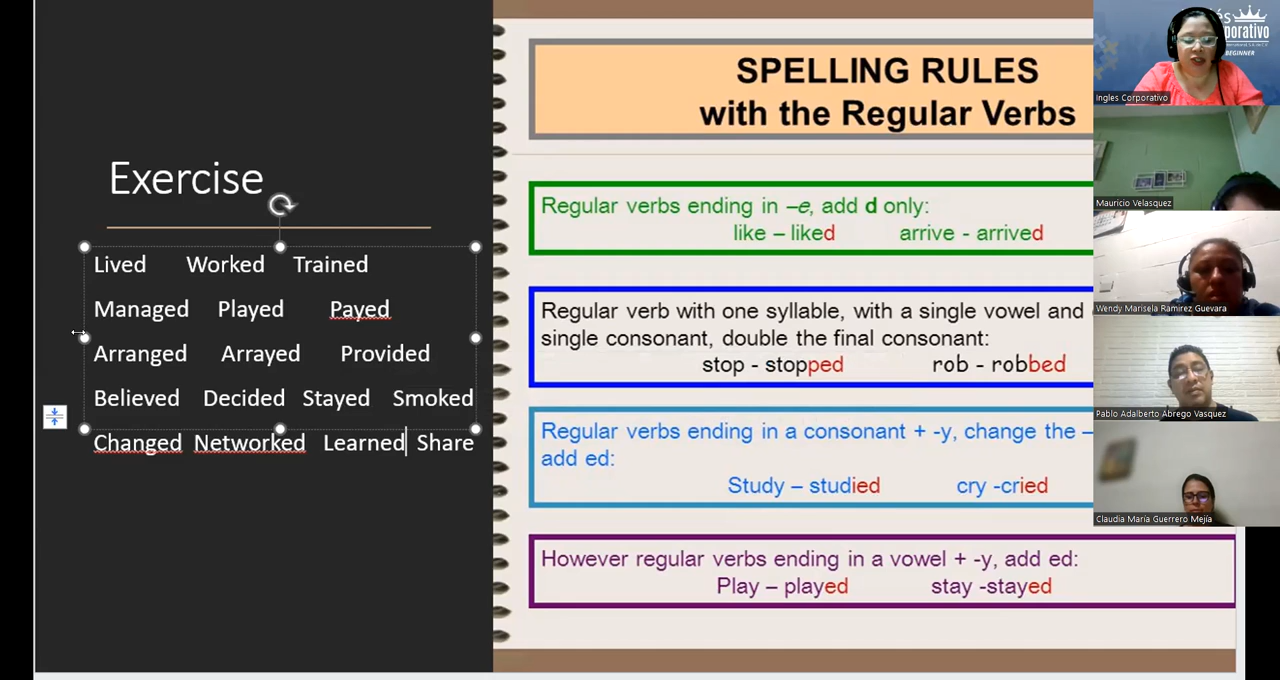 Exercise
Lived Worked Trained
Managed Played Payed
Arranged Arrayed Provided
Believed Decided Stayed Smoked
Changed Networked Learned Share
SPELLING RULES
with the Regular Verbs
Regular verbs ending in –e, add d only:
like – liked arrive - arrived
Regular verb with one syllable, with a single vowel and
single consonant, double the final consonant:
stop - stopped rob - robbed
Regular verbs ending in a consonant + -y, change the –
add ed:
Study – studied cry -cried
However regular verbs ending in a vowel + -y, add ed:
Play – played stay -stayed
BEGINNER
Ingles Corporativo
Mauricio Velasquez
Wendy Marisela Ramirez Guevara
Pablo Adalberto Abrego Vasquez
Claudia María Guerrero Mejía